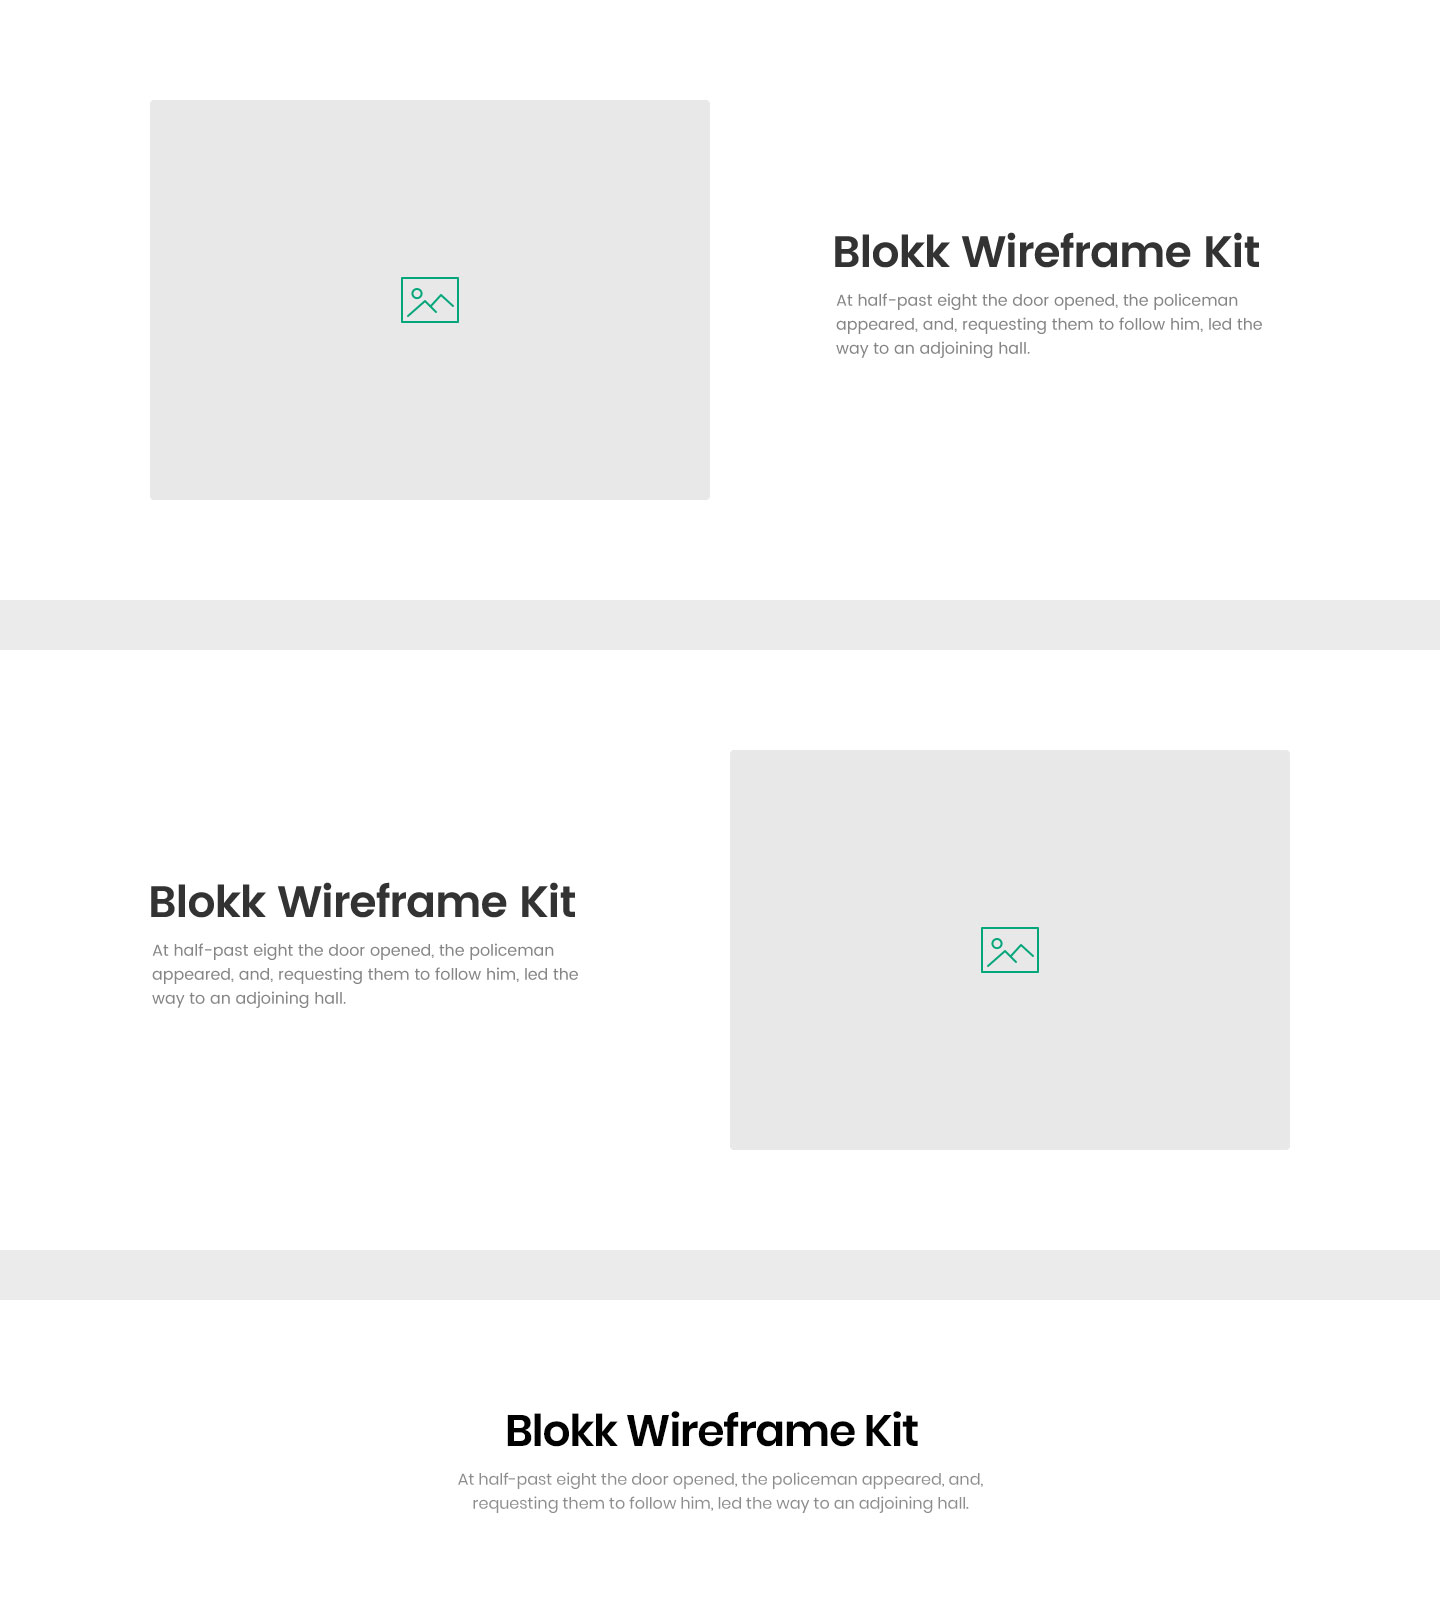 Blokk Wireframe Kit
At half-past eight the door opened, the policeman
appeared, and, requesting them to follow him, led the
way to an adjoining hall.
Blokk Wireframe Kit
At half-past eight the door opened, the policeman
appeared, and, requesting them to follow him, led the
way to an adjoining hall.
Blokk Wireframe Kit
At half-past eight the door opened, the policeman appeared, and,
requesting them to follow him, led the way to an adjoining hall.